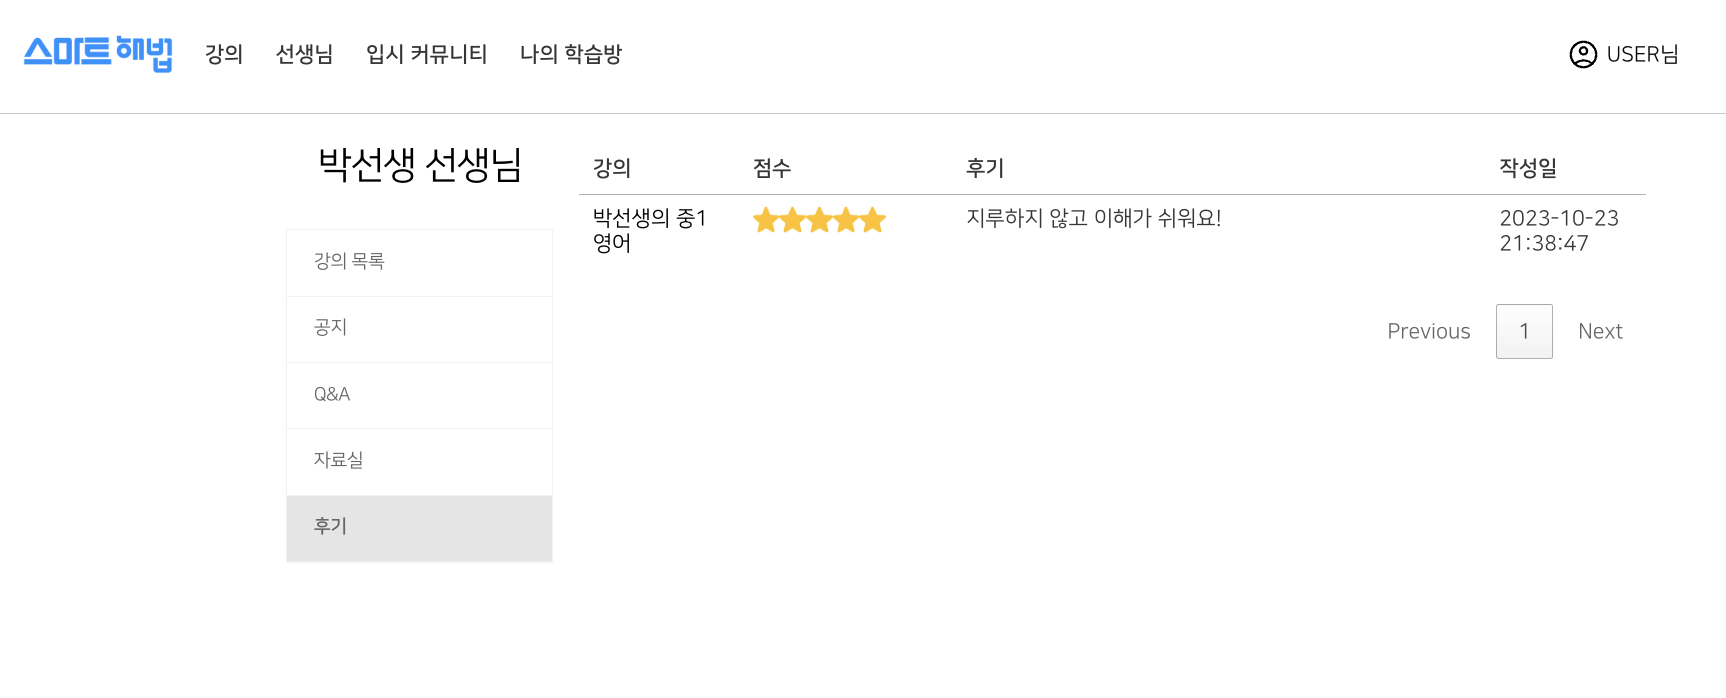 스마트해법 강의 선생님 입시 커뮤니티 나의 학습방 USER님
박선생 선생님
강의 목록
공지
Q&A
자료실
후기
강의 점수 후기 작성일
박선생의 중1 지루하지 않고 이해가 쉬워요! 2023-10-23
영어 21:38:47
Previous 1 Next